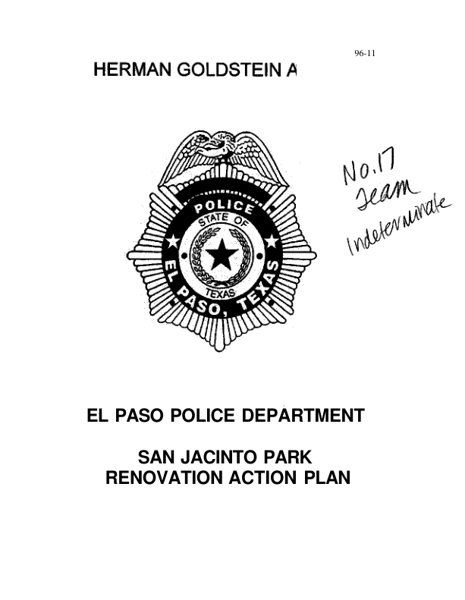 96-11
HERMAN GOLDSTEIN A
No.17
Team
Indeterminate
POLICE
STATE OF
TEXAS
EL PASO, TEXAS
EL PASO POLICE DEPARTMENT
SAN JACINTO PARK
RENOVATION ACTION PLAN